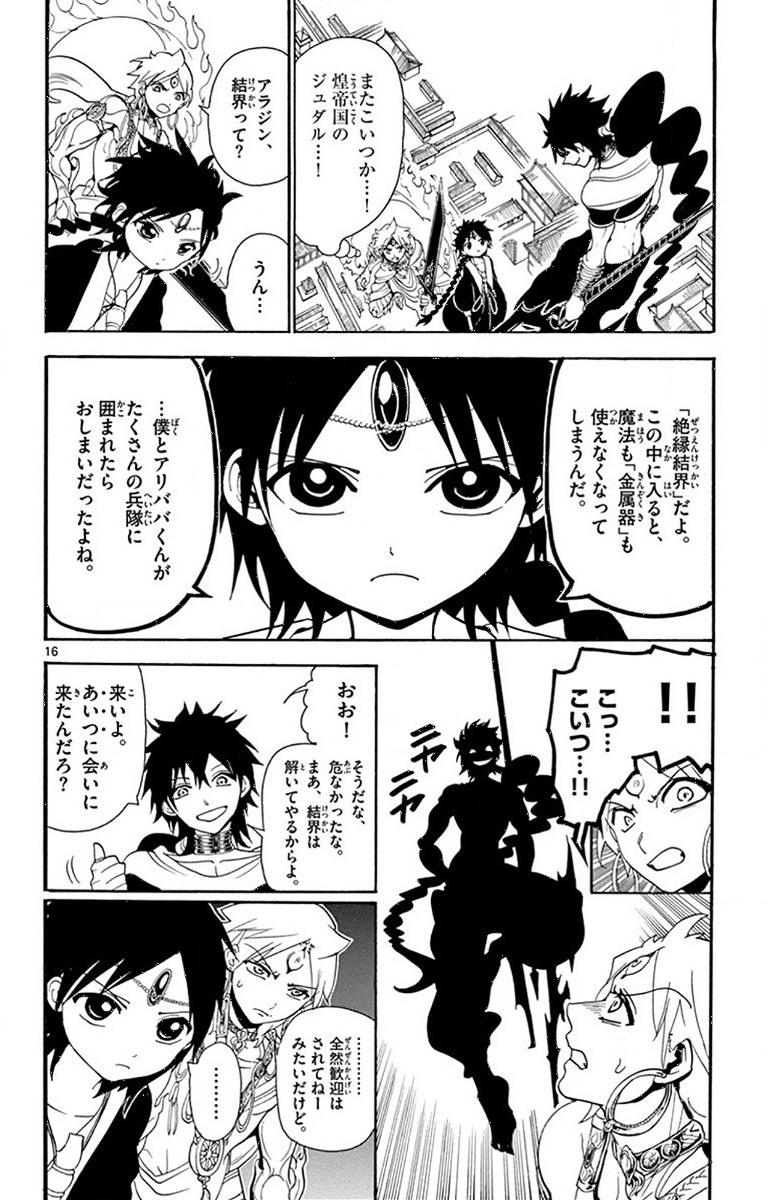 またこいつか…！
煌帝国の
ジュダル…！
アラジン、
結界って？
うん…
「絶縁結界」だよ。
この中に入ると、
魔法も「金属器」も
使えなくなって
しまうんだ。
…僕とアリババくんが
たくさんの兵隊に
囲まれたら
おしまいだったよね。
16
!!
こっ…
こいつ…!!
ニヤ
ニヤ
おお！
そうだな、
危なかったな。
まあ、結界は
解いてやるからよ。
来いよ。
あいつに会いに
来たんだろ？
………
全然歓迎は
されてねー
みたいだけど。
………